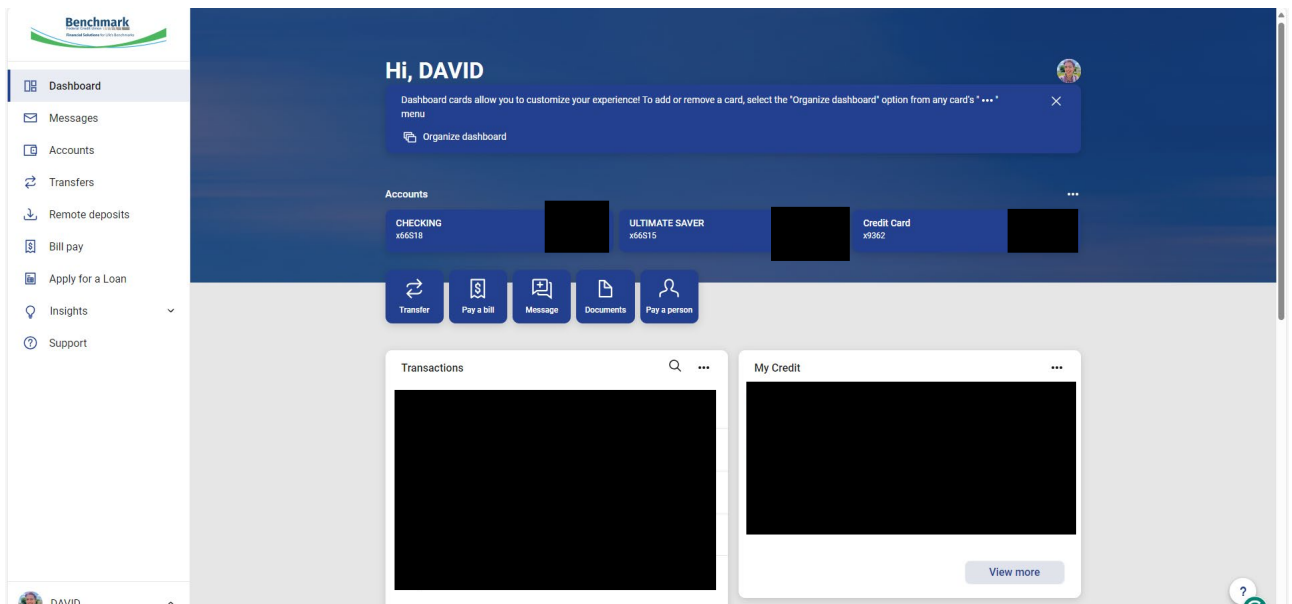 Benchmark
Dashboard
Messages
Accounts
Transfers
Remote deposits
Bill pay
Apply for a Loan
Insights
Support
DAVID
Hi, DAVID
Dashboard cards allow you to customize your experience! To add or remove a card, select the "Organize dashboard" option from any card's " ••• "
menu
Organize dashboard
Accounts
CHECKING
x66S18
ULTIMATE SAVER
x66S15
Credit Card
x9362
Transfer
Pay a bill
Message
Documents
Pay a person
Transactions
My Credit
View more
?